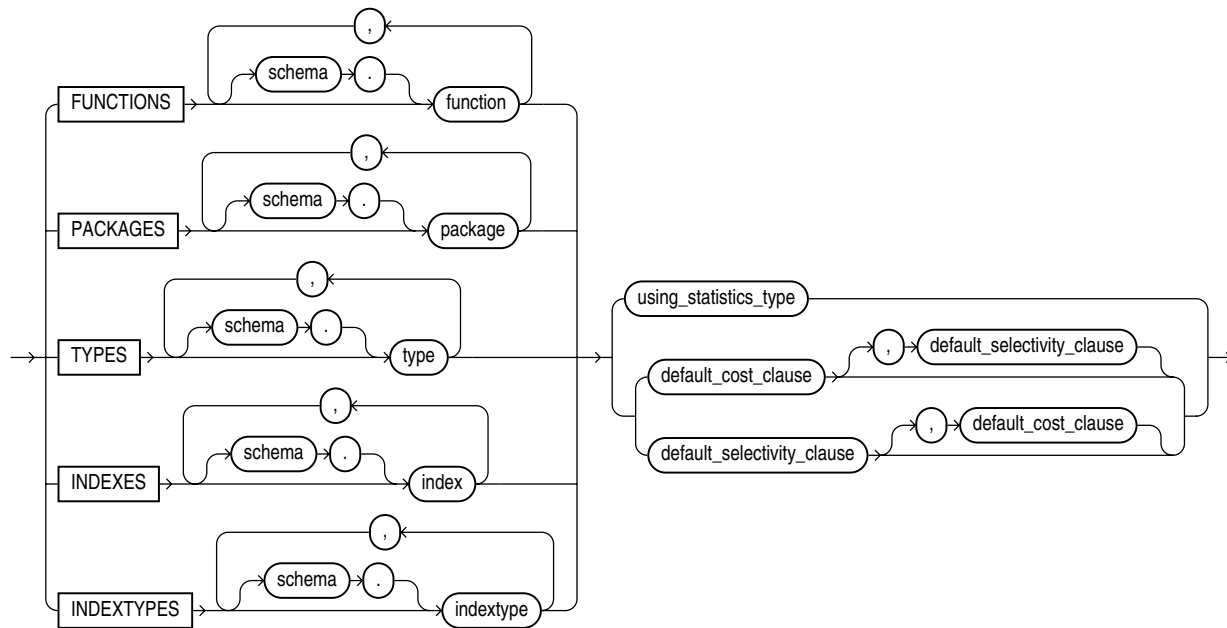 ,
schema .
FUNCTIONS function
,
schema .
PACKAGES package
,
schema .
TYPES type
,
schema .
INDEXES index
,
schema .
INDEXTYPES indextype
using_statistics_type
, default_selectivity_clause
default_cost_clause
, default_cost_clause
default_selectivity_clause